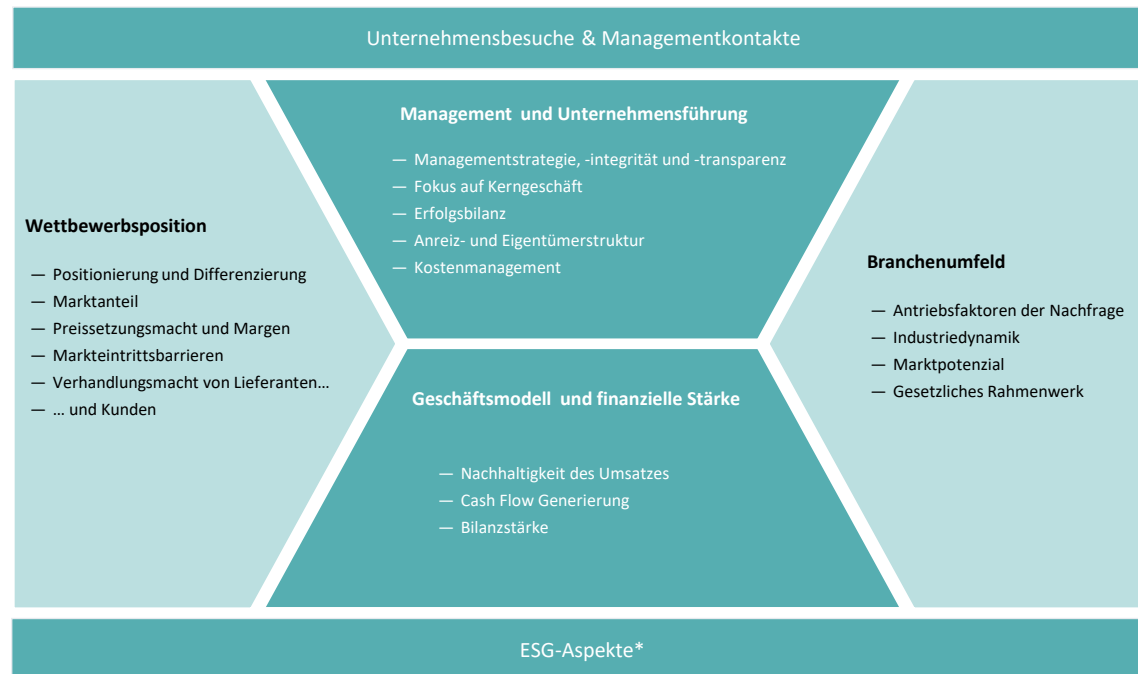 Unternehmensbesuche & Managementkontakte
Management und Unternehmensführung
— Managementstrategie, -integrität und -transparenz
— Fokus auf Kerngeschäft
— Erfolgsbilanz
— Anreiz- und Eigentümerstruktur
— Kostenmanagement
Wettbewerbsposition
— Positionierung und Differenzierung
— Marktanteil
— Preissetzungsmacht und Margen
— Markteintrittsbarrieren
— Verhandlungsmacht von Lieferanten…
— … und Kunden
Branchenumfeld
— Antriebsfaktoren der Nachfrage
— Industriedynamik
— Marktpotenzial
— Gesetzliches Rahmenwerk
Geschäftsmodell und finanzielle Stärke
— Nachhaltigkeit des Umsatzes
— Cash Flow Generierung
— Bilanzstärke
ESG-Aspekte*